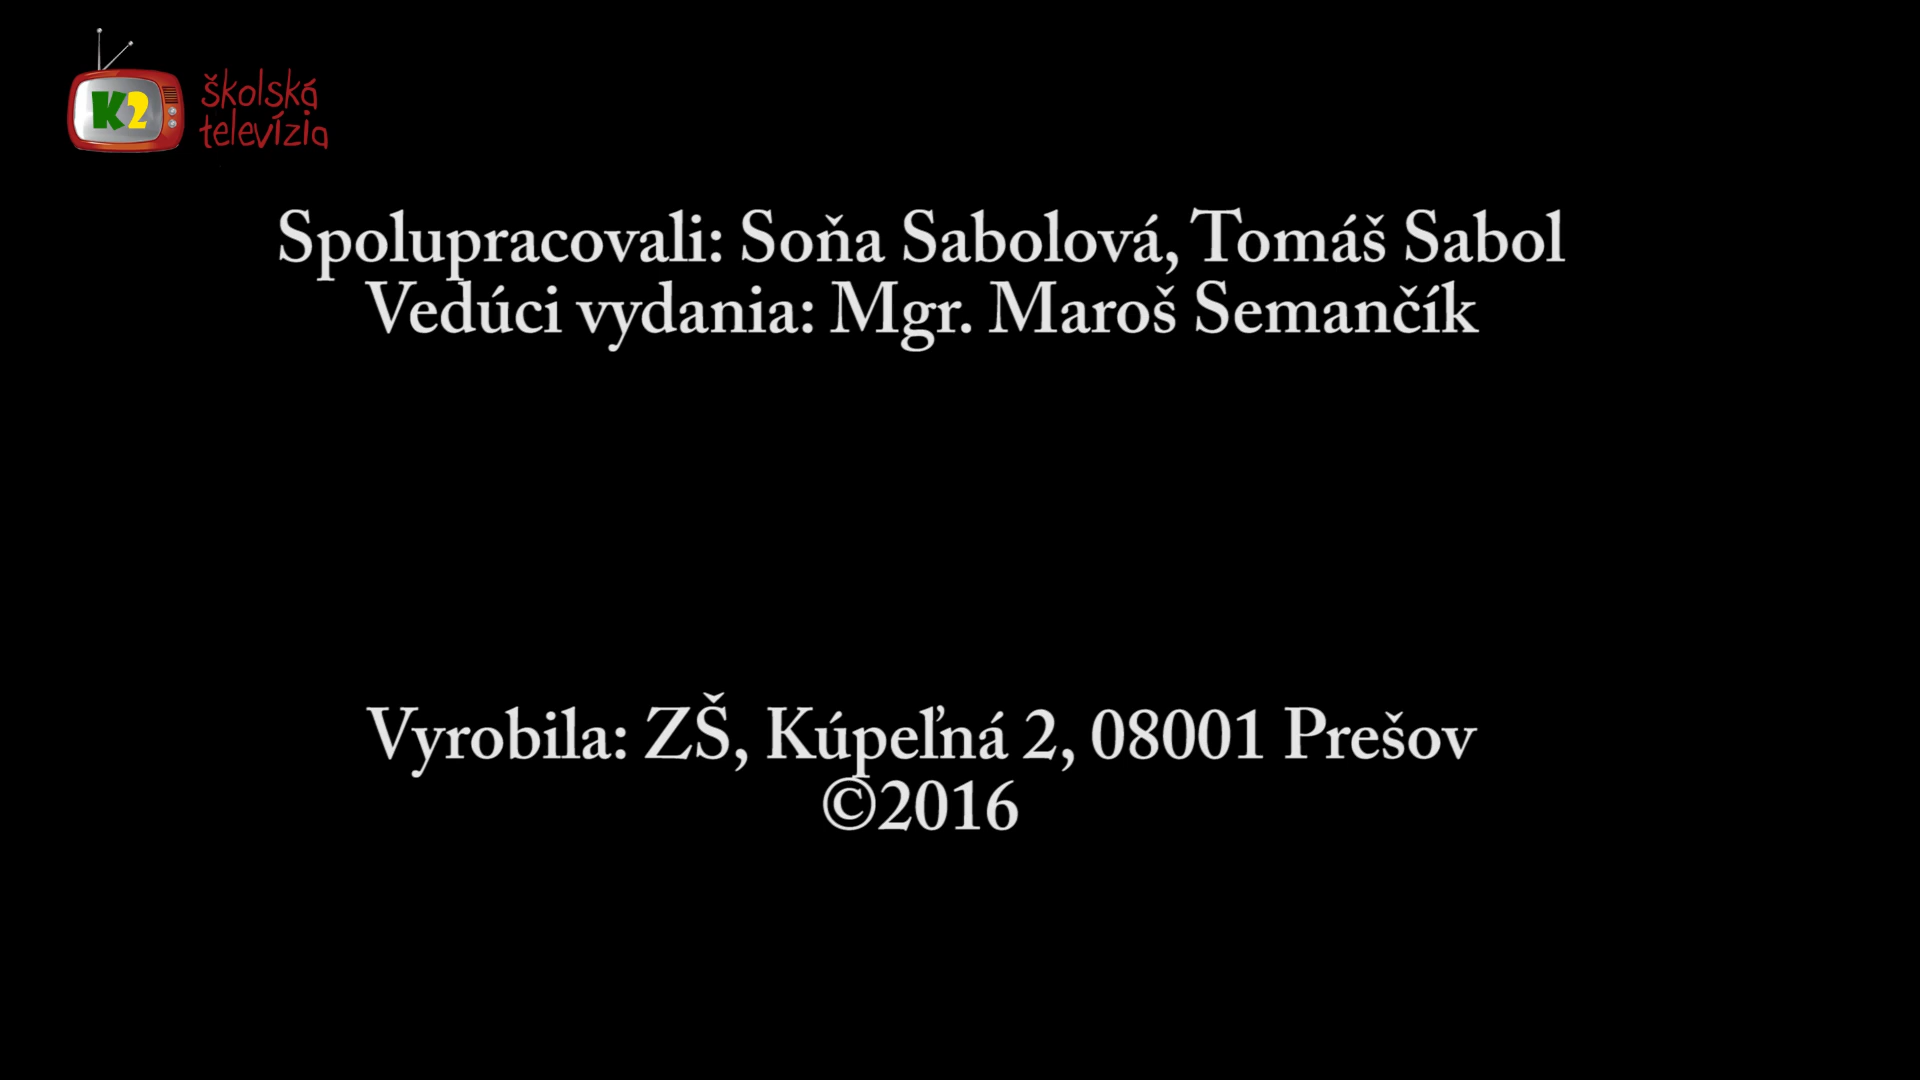 K2
školská
televízia
Spolupracovali: Soňa Sabolová, Tomáš Sabol
Vedúci vydania: Mgr. Maroš Semančík
Vyrobila: ZŠ, Kúpeľná 2, 08001 Prešov
©2016